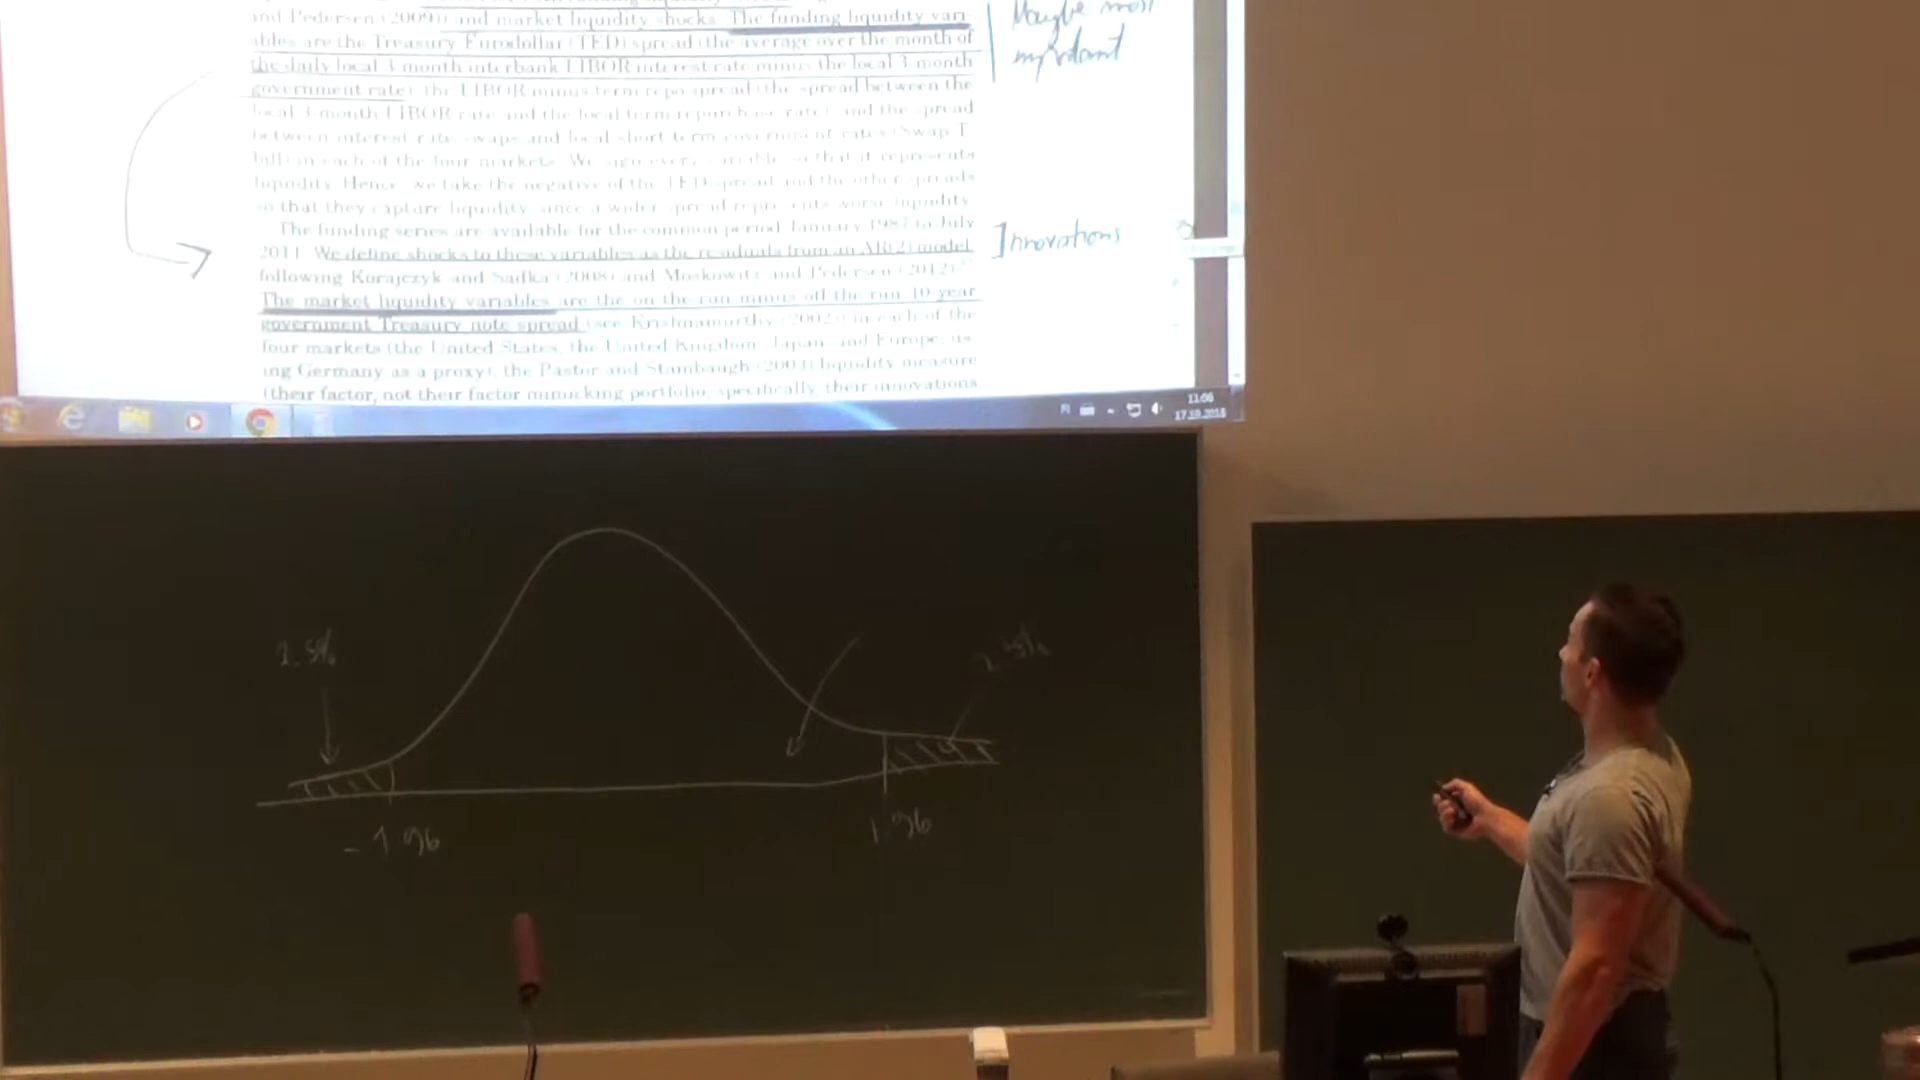 and Pedersen (2009)) and market liquidity shocks. The funding liquidity vari-
ables are the Treasury Eurodollar (TED) spread (the average over the month of
the daily local 3-month interbank LIBOR interest rate minus the local 3-month
government rate), the LIBOR minus term repo spread (the spread between the
local 3-month LIBOR rate and the local term repurchase rate), and the spread
between interest rate swaps and local short-term government rates (Swap T-
bill) in each of the four markets. We sign every variable so that it represents
liquidity. Hence, we take the negative of the TED spread and the other spreads
so that they capture liquidity, since a wider spread represents worse liquidity.
The funding series are available for the common period January 1987 to July
2011. We define shocks to these variables as the residuals from an AR(2) model,
following Korajczyk and Sadka (2008) and Moskowitz and Pedersen (2012).
The market liquidity variables are the on-the-run minus off-the-run 10-year
government Treasury note spread (see Krishnamurthy (2002)) in each of the
four markets (the United States, the United Kingdom, Japan, and Europe, us-
ing Germany as a proxy), the Pastor and Stambaugh (2003) liquidity measure
(their factor, not their factor mimicking portfolio, specifically, their innovations
Maybe most
important
Innovations
11:06
17.10.2018
2.5%
2.5%
-1.96
1.96